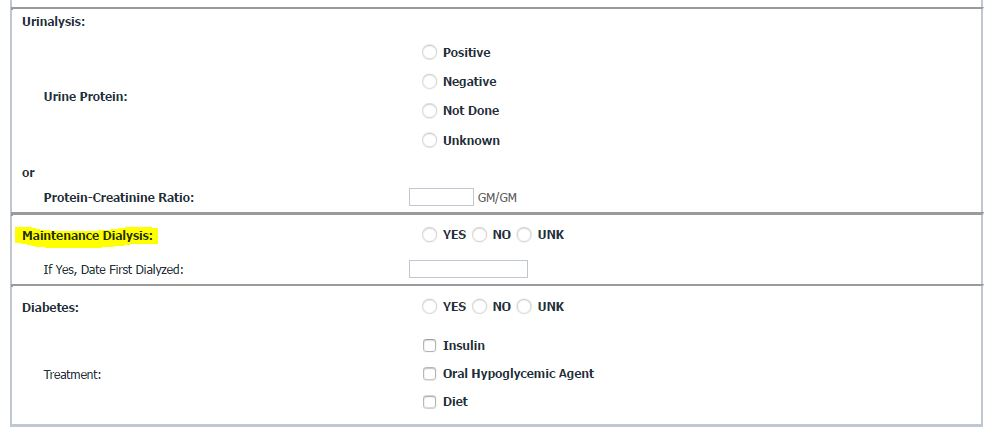 Urinalysis:
Positive
Negative
Urine Protein:
Not Done
Unknown
or
Protein-Creatinine Ratio: GM/GM
Maintenance Dialysis: YES NO UNK
If Yes, Date First Dialyzed:
Diabetes: YES NO UNK
Insulin
Treatment: Oral Hypoglycemic Agent
Diet